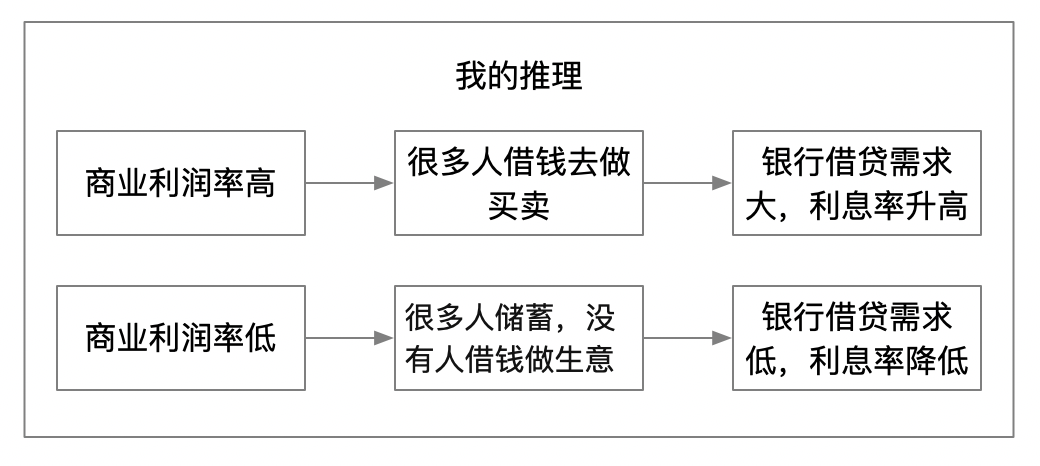 我的推理
商业利润率高
很多人借钱去做
买卖
银行借贷需求
大，利息率升高
商业利润率低
很多人储蓄，没
有人借钱做生意
银行借贷需求
低，利息率降低